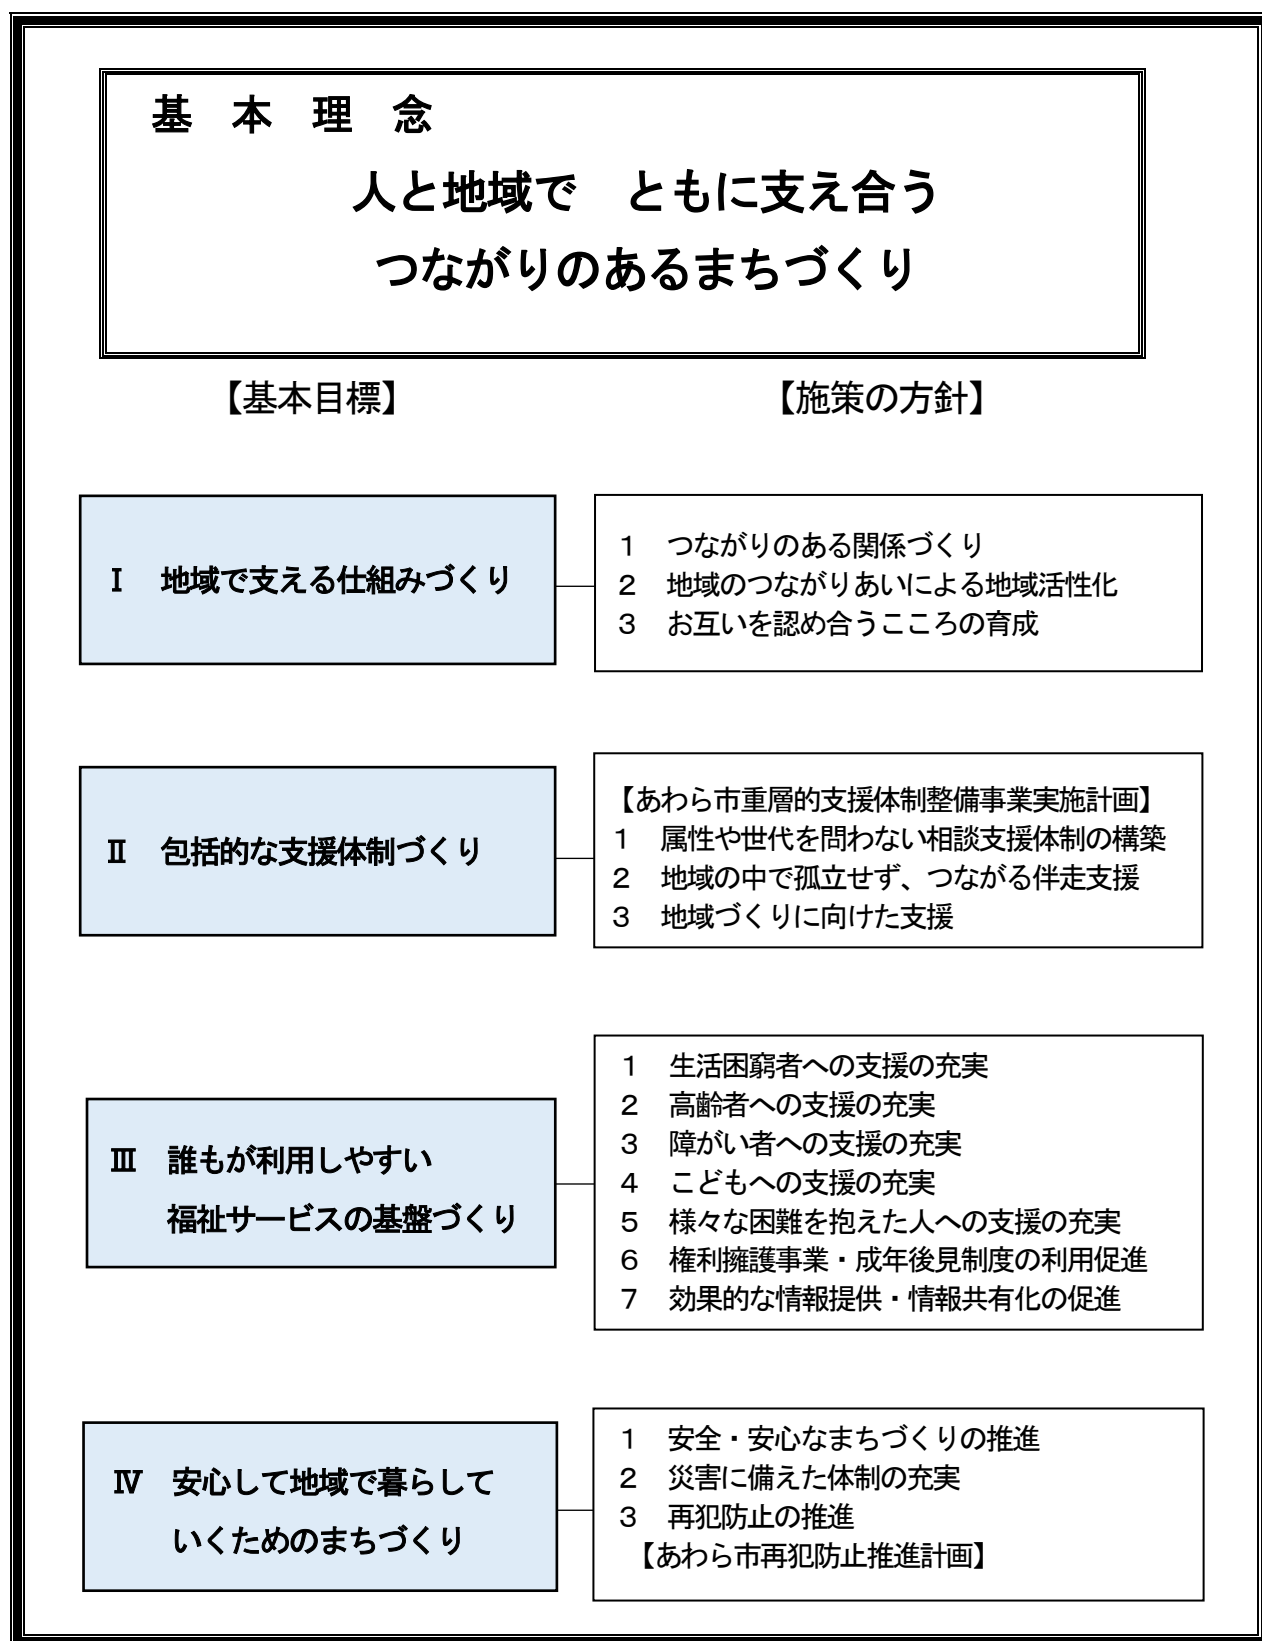 基　本　理　念
人と地域で　ともに支え合う
つながりのあるまちづくり
【基本目標】
【施策の方針】
Ⅰ　地域で支える仕組みづくり
１　つながりのある関係づくり
２　地域のつながりあいによる地域活性化
３　お互いを認め合うこころの育成
Ⅱ　包括的な支援体制づくり
【あわら市重層的支援体制整備事業実施計画】
１　属性や世代を問わない相談支援体制の構築
２　地域の中で孤立せず、つながる伴走支援
３　地域づくりに向けた支援
Ⅲ　誰もが利用しやすい
福祉サービスの基盤づくり
１　生活困窮者への支援の充実
２　高齢者への支援の充実
３　障がい者への支援の充実
４　こどもへの支援の充実
５　様々な困難を抱えた人への支援の充実
６　権利擁護事業・成年後見制度の利用促進
７　効果的な情報提供・情報共有化の促進
Ⅳ　安心して地域で暮らして
いくためのまちづくり
１　安全・安心なまちづくりの推進
２　災害に備えた体制の充実
３　再犯防止の推進
【あわら市再犯防止推進計画】